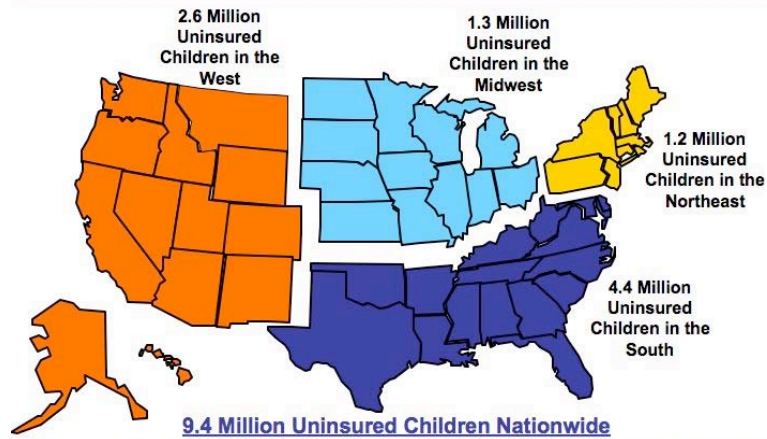 2.6 Million
Uninsured
Children in the
West
1.3 Million
Uninsured
Children in the
Midwest
1.2 Million
Uninsured
Children in the
Northeast
4.4 Million
Uninsured
Children in the
South
9.4 Million Uninsured Children Nationwide